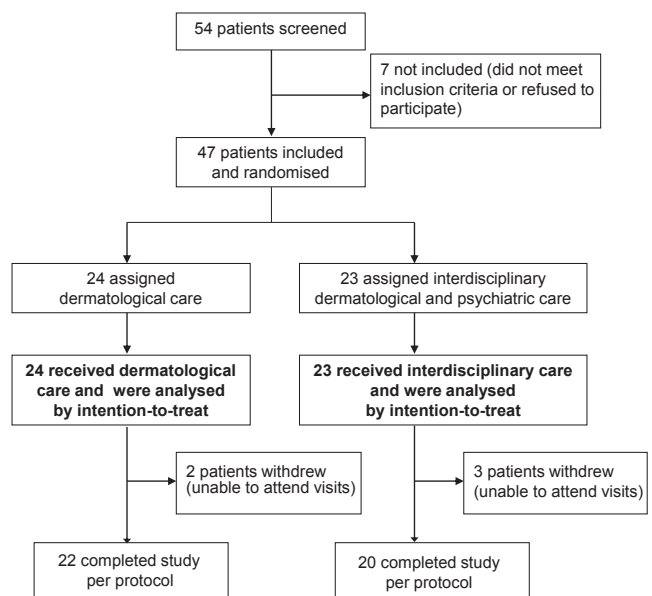 54 patients screened
7 not included (did not meet
inclusion criteria or refused to
participate)
47 patients included
and randomised
24 assigned
dermatological care
23 assigned interdisciplinary
dermatological and psychiatric care
24 received dermatological
care and were analysed
by intention-to-treat
23 received interdisciplinary care
and were analysed
by intention-to-treat
2 patients withdrew
(unable to attend visits)
3 patients withdrew
(unable to attend visits)
22 completed study
per protocol
20 completed study
per protocol